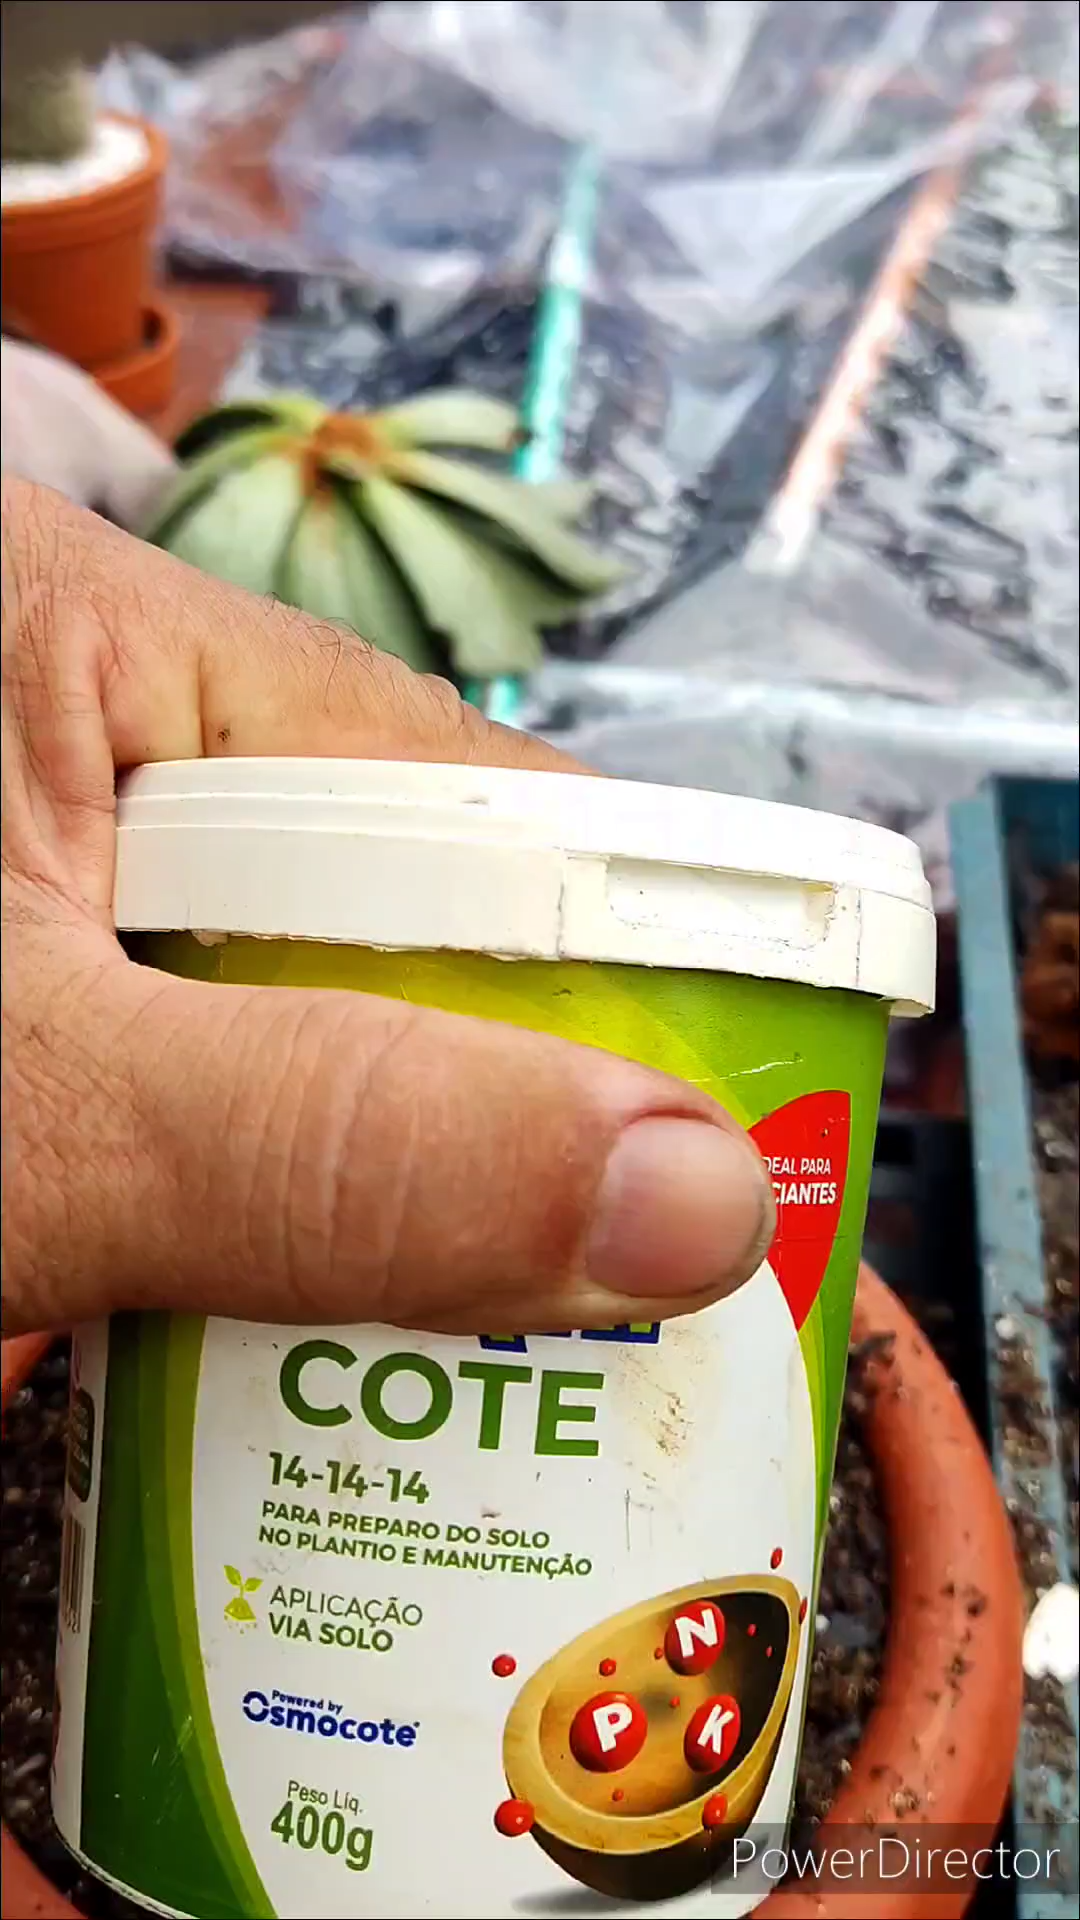 DEAL PARA
CIANTES
COTE
14-14-14
PARA PREPARO DO SOLO
NO PLANTIO E MANUTENÇÃO
APLICAÇÃO
VIA SOLO
Powered by
Osmocote®
Peso Líq.
400g
N
P K
PowerDirector